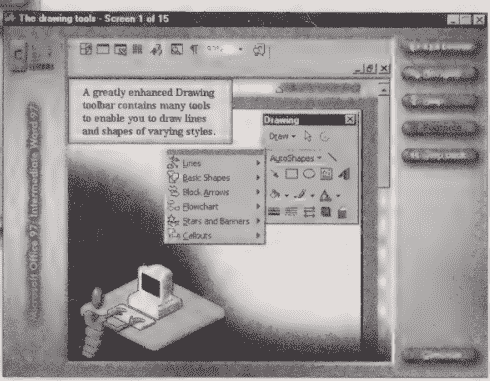 The drawing tools - Screen 1 of 15
A greatly enhanced Drawing
toolbar contains many tools
to enable you to draw lines
and shapes of varying styles.
Drawing
Draw
AutoShapes
Lines
Basic Shapes
Block Arrows
Flowchart
Stars and Banners
Callouts
Microsoft Office 97: Intermediate Word 97